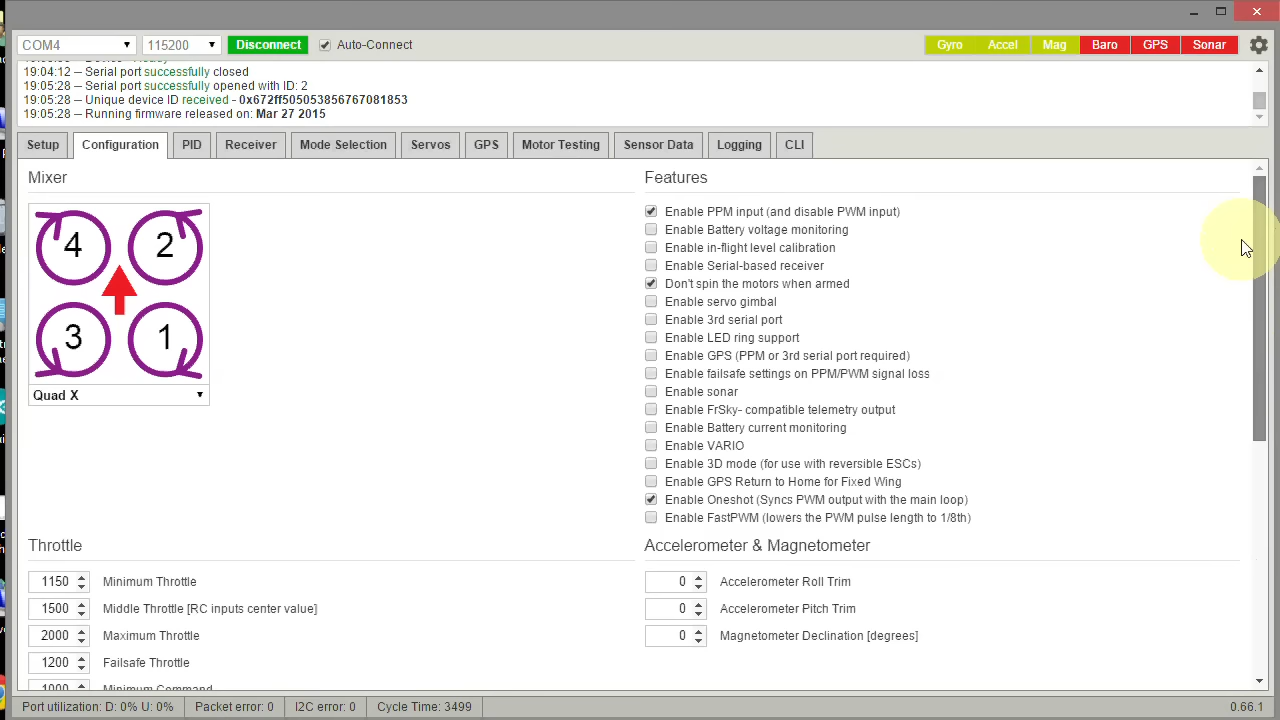 COM4 115200 Disconnect Auto-Connect Gyro Accel Mag Baro GPS Sonar
19:04:12 -- Serial port successfully closed
19:05:28 -- Serial port successfully opened with ID: 2
19:05:28 -- Unique device ID received - 0x672ff505053856767081853
19:05:28 -- Running firmware released on: Mar 27 2015
Setup Configuration PID Receiver Mode Selection Servos GPS Motor Testing Sensor Data Logging CLI
Mixer
4 2
3 1
Quad X
Features
Enable PPM input (and disable PWM input)
Enable Battery voltage monitoring
Enable in-flight level calibration
Enable Serial-based receiver
Don't spin the motors when armed
Enable servo gimbal
Enable 3rd serial port
Enable LED ring support
Enable GPS (PPM or 3rd serial port required)
Enable failsafe settings on PPM/PWM signal loss
Enable sonar
Enable FrSky- compatible telemetry output
Enable Battery current monitoring
Enable VARIO
Enable 3D mode (for use with reversible ESCs)
Enable GPS Return to Home for Fixed Wing
Enable Oneshot (Syncs PWM output with the main loop)
Enable FastPWM (lowers the PWM pulse length to 1/8th)
Throttle
1150 Minimum Throttle
1500 Middle Throttle [RC inputs center value]
2000 Maximum Throttle
1200 Failsafe Throttle
1000 Minimum Command
Accelerometer & Magnetometer
0 Accelerometer Roll Trim
0 Accelerometer Pitch Trim
0 Magnetometer Declination [degrees]
Port utilization: D: 0% U: 0% Packet error: 0 I2C error: 0 Cycle Time: 3499 0.66.1